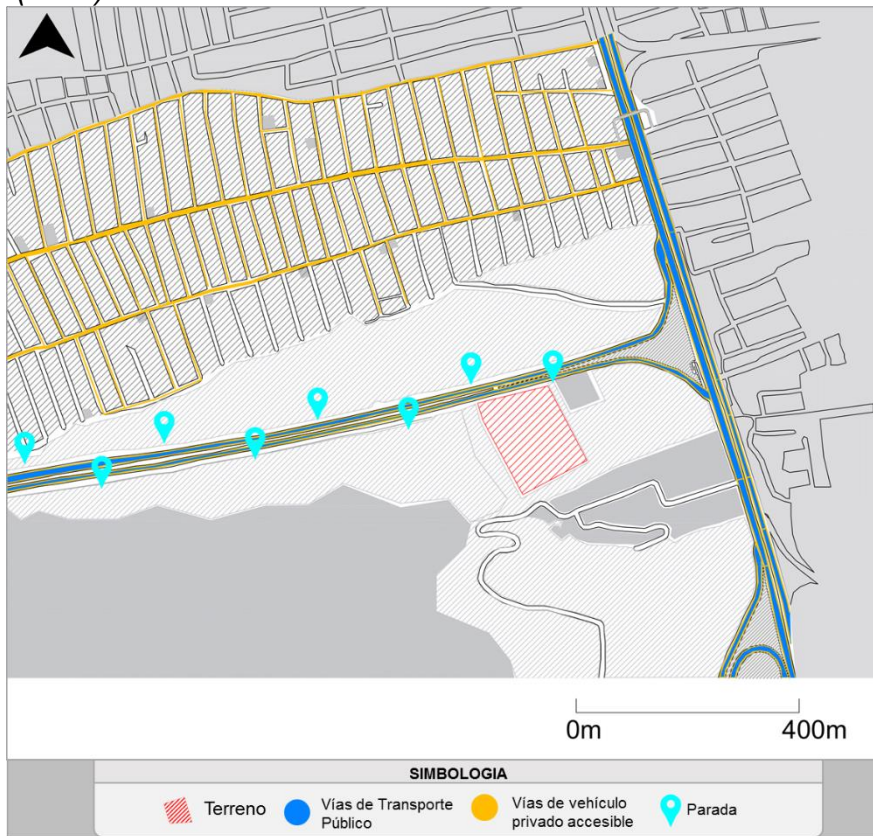 0m 400m
SIMBOLOGIA
Terreno
Vías de Transporte
Público
Vías de vehículo
privado accesible
Parada